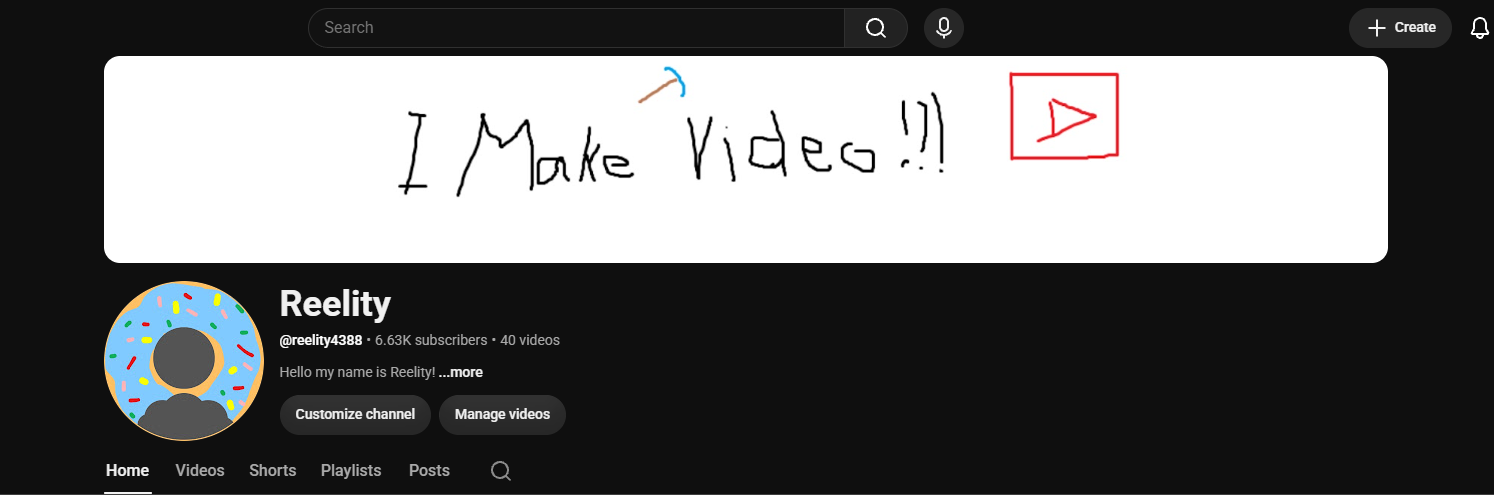 Search
Create
I Make Video!!!
Reelity
@reelity4388 • 6.63K subscribers • 40 videos
Hello my name is Reelity! ...more
Customize channel Manage videos
Home Videos Shorts Playlists Posts